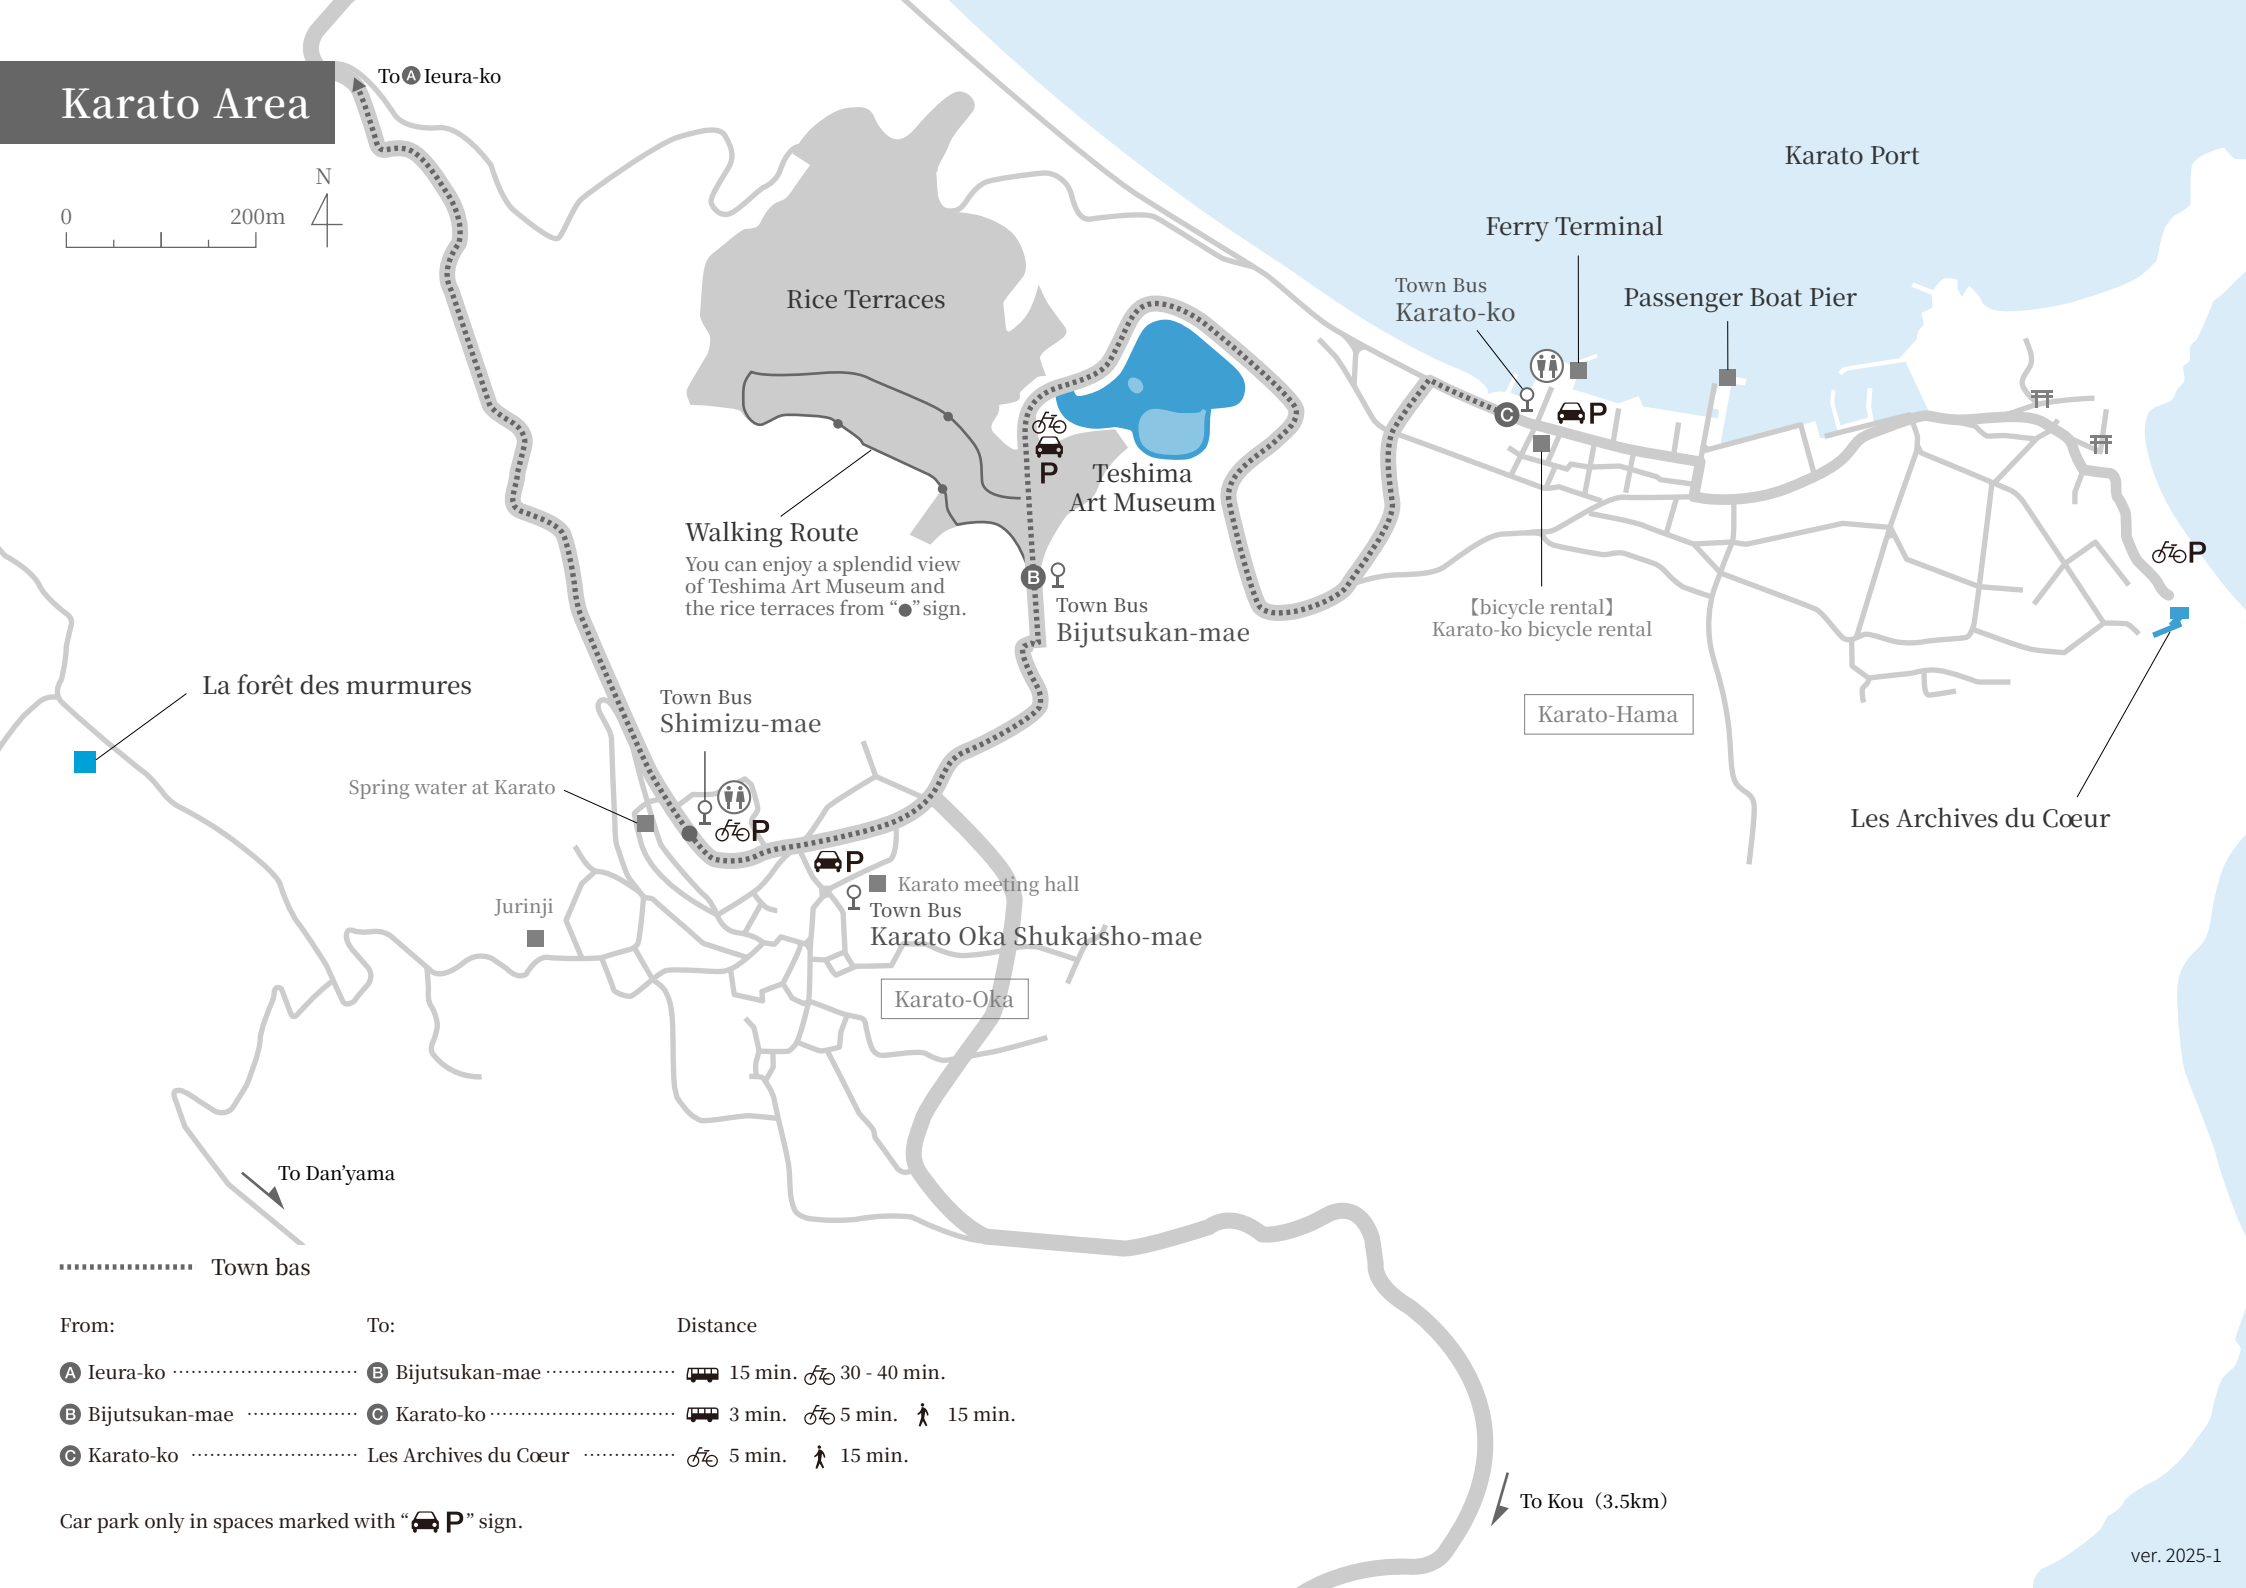 To A Ieura-ko
Karato Area
N
0 200m
Karato Port
Ferry Terminal
Town Bus
Karato-ko
Passenger Boat Pier
Rice Terraces
C
P
P
Teshima
Art Museum
Walking Route
You can enjoy a splendid view
of Teshima Art Museum and
the rice terraces from “●” sign.
B
Town Bus
Bijutsukan-mae
P
【bicycle rental】
Karato-ko bicycle rental
La forêt des murmures
Town Bus
Shimizu-mae
Karato-Hama
Spring water at Karato
P
Les Archives du Cœur
P
Karato meeting hall
Town Bus
Karato Oka Shukaisho-mae
Jurinji
Karato-Oka
To Dan’yama
Town bas
From: To: Distance
A Ieura-ko B Bijutsukan-mae 15 min. 30 - 40 min.
B Bijutsukan-mae C Karato-ko 3 min. 5 min. 15 min.
C Karato-ko Les Archives du Cœur 5 min. 15 min.
Car park only in spaces marked with “P” sign.
To Kou（3.5km）
ver. 2025-1